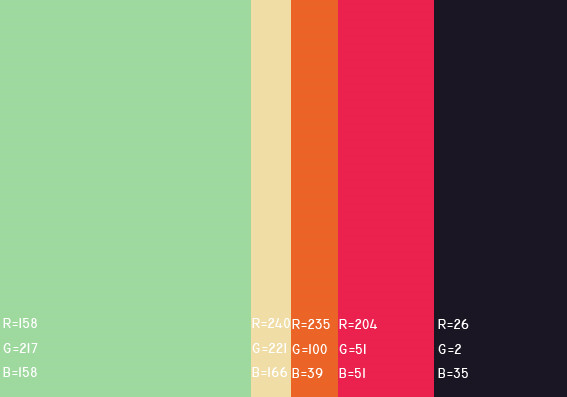 R=158
G=217
B=158
R=240
G=221
B=166
R=235
G=100
B=39
R=204
G=51
B=51
R=26
G=2
B=35